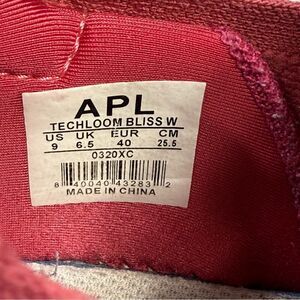 APL
TECHLOOM BLISS W
US UK EUR CM
9 6.5 40 25.5
0320XC
8 40040 43283 2
MADE IN CHINA